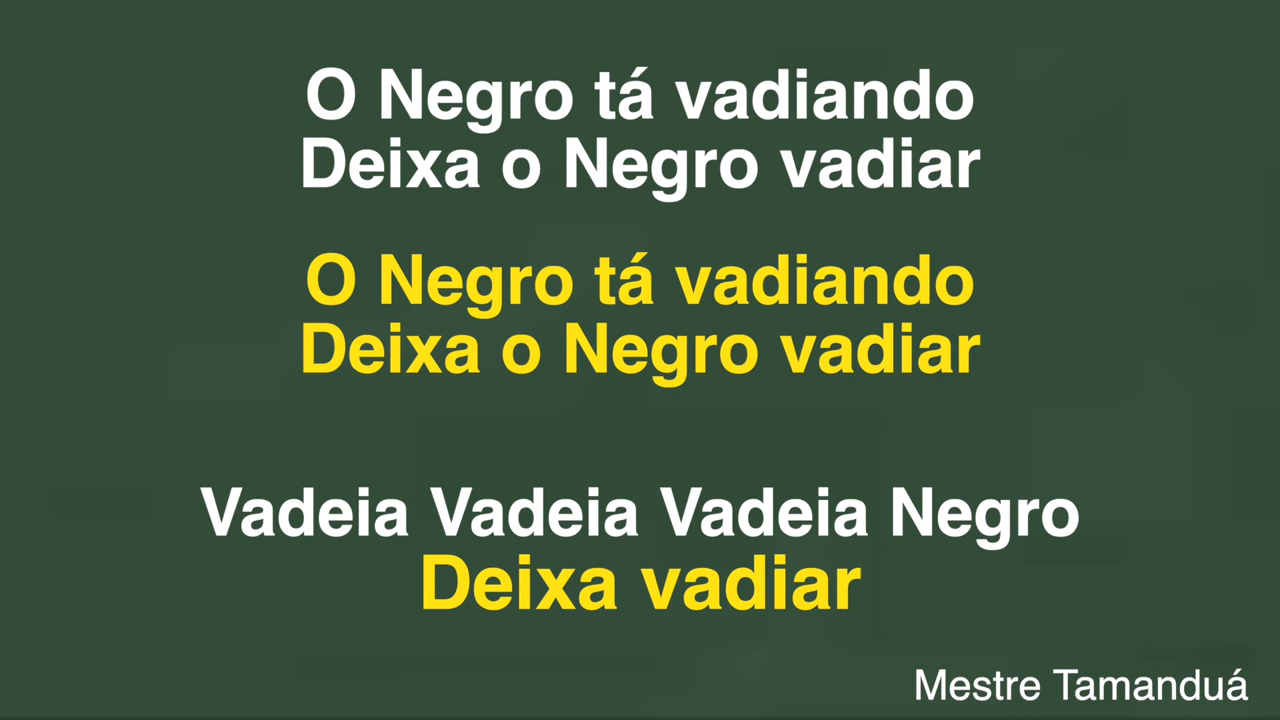 O Negro tá vadiando
Deixa o Negro vadiar
O Negro tá vadiando
Deixa o Negro vadiar
Vadeia Vadeia Vadeia Negro
Deixa vadiar
Mestre Tamanduá